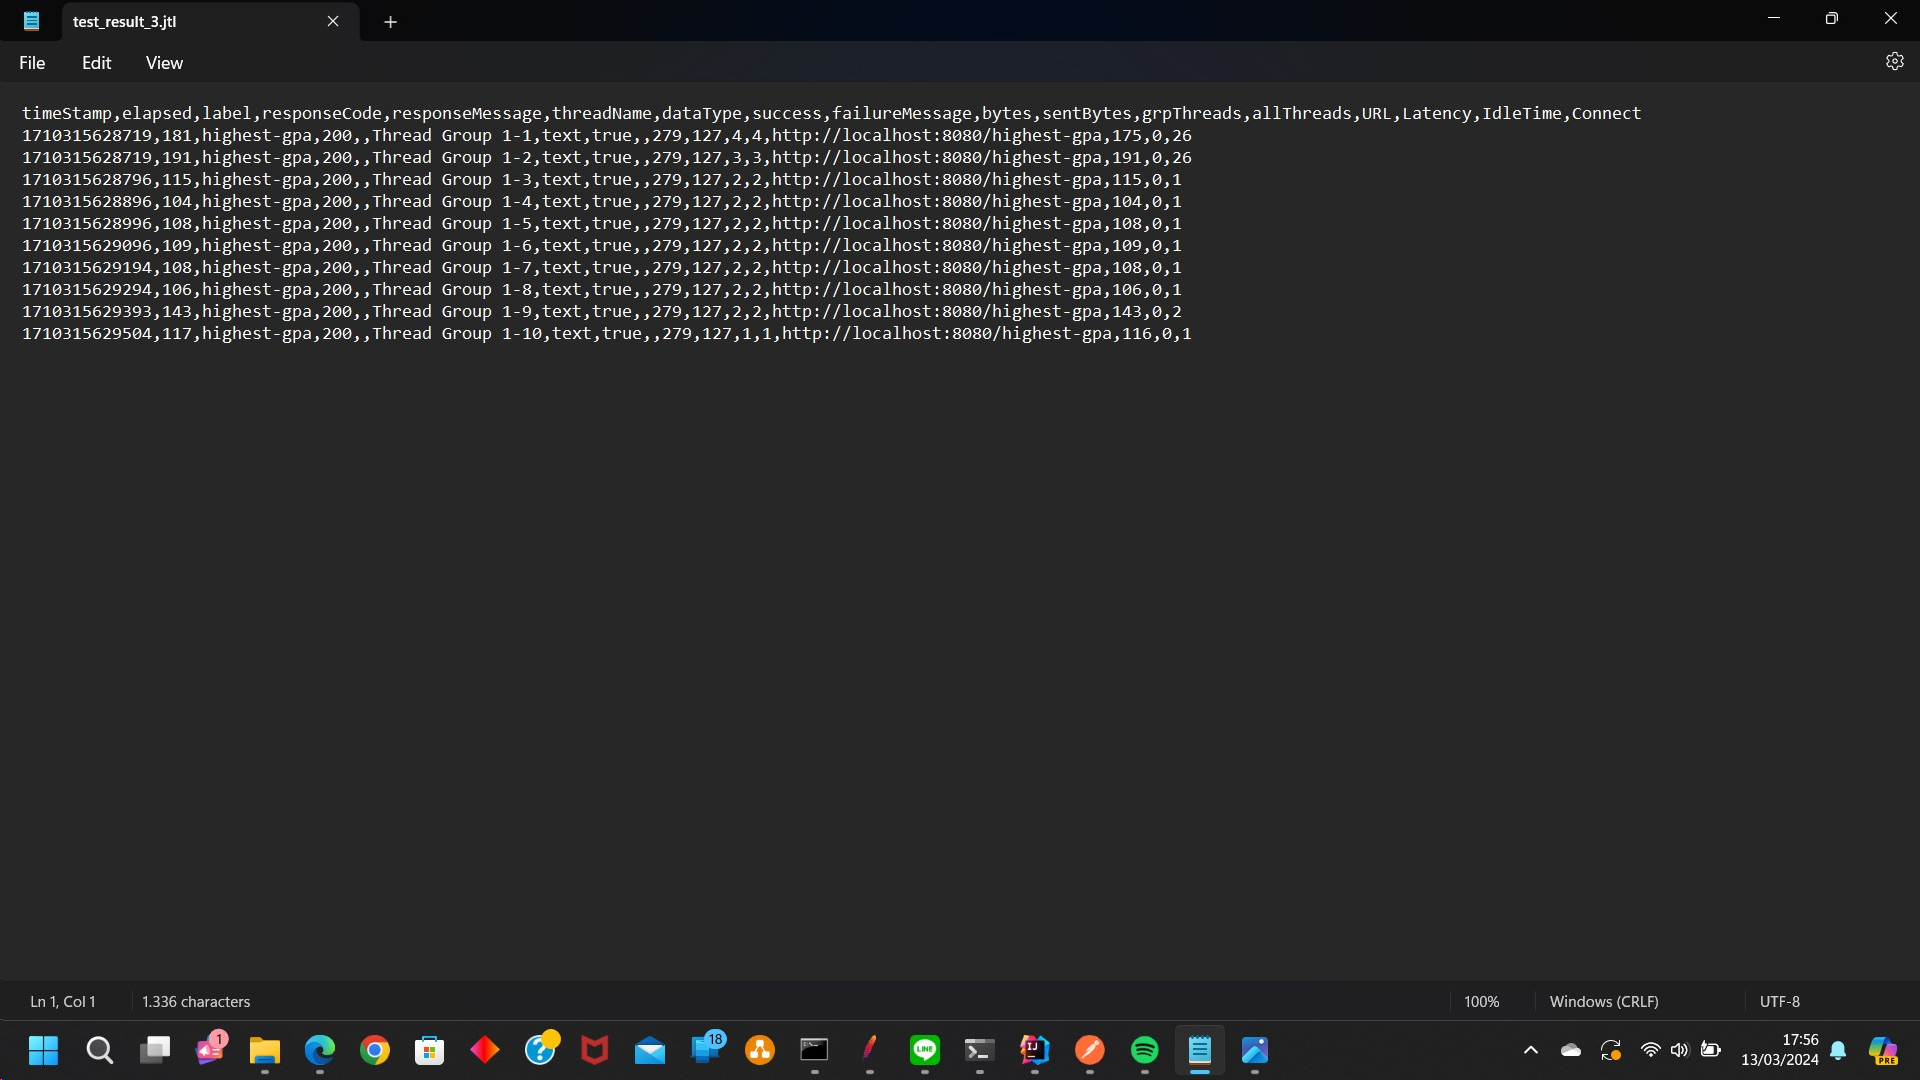 test_result_3.jtl
File Edit View
timeStamp,elapsed,label,responseCode,responseMessage,threadName,dataType,success,failureMessage,bytes,sentBytes,grpThreads,allThreads,URL,Latency,IdleTime,Connect
1710315628719,181,highest-gpa,200,,Thread Group 1-1,text,true,,279,127,4,4,http://localhost:8080/highest-gpa,175,0,26
1710315628719,191,highest-gpa,200,,Thread Group 1-2,text,true,,279,127,3,3,http://localhost:8080/highest-gpa,191,0,26
1710315628796,115,highest-gpa,200,,Thread Group 1-3,text,true,,279,127,2,2,http://localhost:8080/highest-gpa,115,0,1
1710315628896,104,highest-gpa,200,,Thread Group 1-4,text,true,,279,127,2,2,http://localhost:8080/highest-gpa,104,0,1
1710315628996,108,highest-gpa,200,,Thread Group 1-5,text,true,,279,127,2,2,http://localhost:8080/highest-gpa,108,0,1
1710315629096,109,highest-gpa,200,,Thread Group 1-6,text,true,,279,127,2,2,http://localhost:8080/highest-gpa,109,0,1
1710315629194,108,highest-gpa,200,,Thread Group 1-7,text,true,,279,127,2,2,http://localhost:8080/highest-gpa,108,0,1
1710315629294,106,highest-gpa,200,,Thread Group 1-8,text,true,,279,127,2,2,http://localhost:8080/highest-gpa,106,0,1
1710315629393,143,highest-gpa,200,,Thread Group 1-9,text,true,,279,127,2,2,http://localhost:8080/highest-gpa,143,0,2
1710315629504,117,highest-gpa,200,,Thread Group 1-10,text,true,,279,127,1,1,http://localhost:8080/highest-gpa,116,0,1
Ln 1, Col 1 1.336 characters 100% Windows (CRLF) UTF-8
1 18 LINE IJ 17:56 PRE
13/03/2024